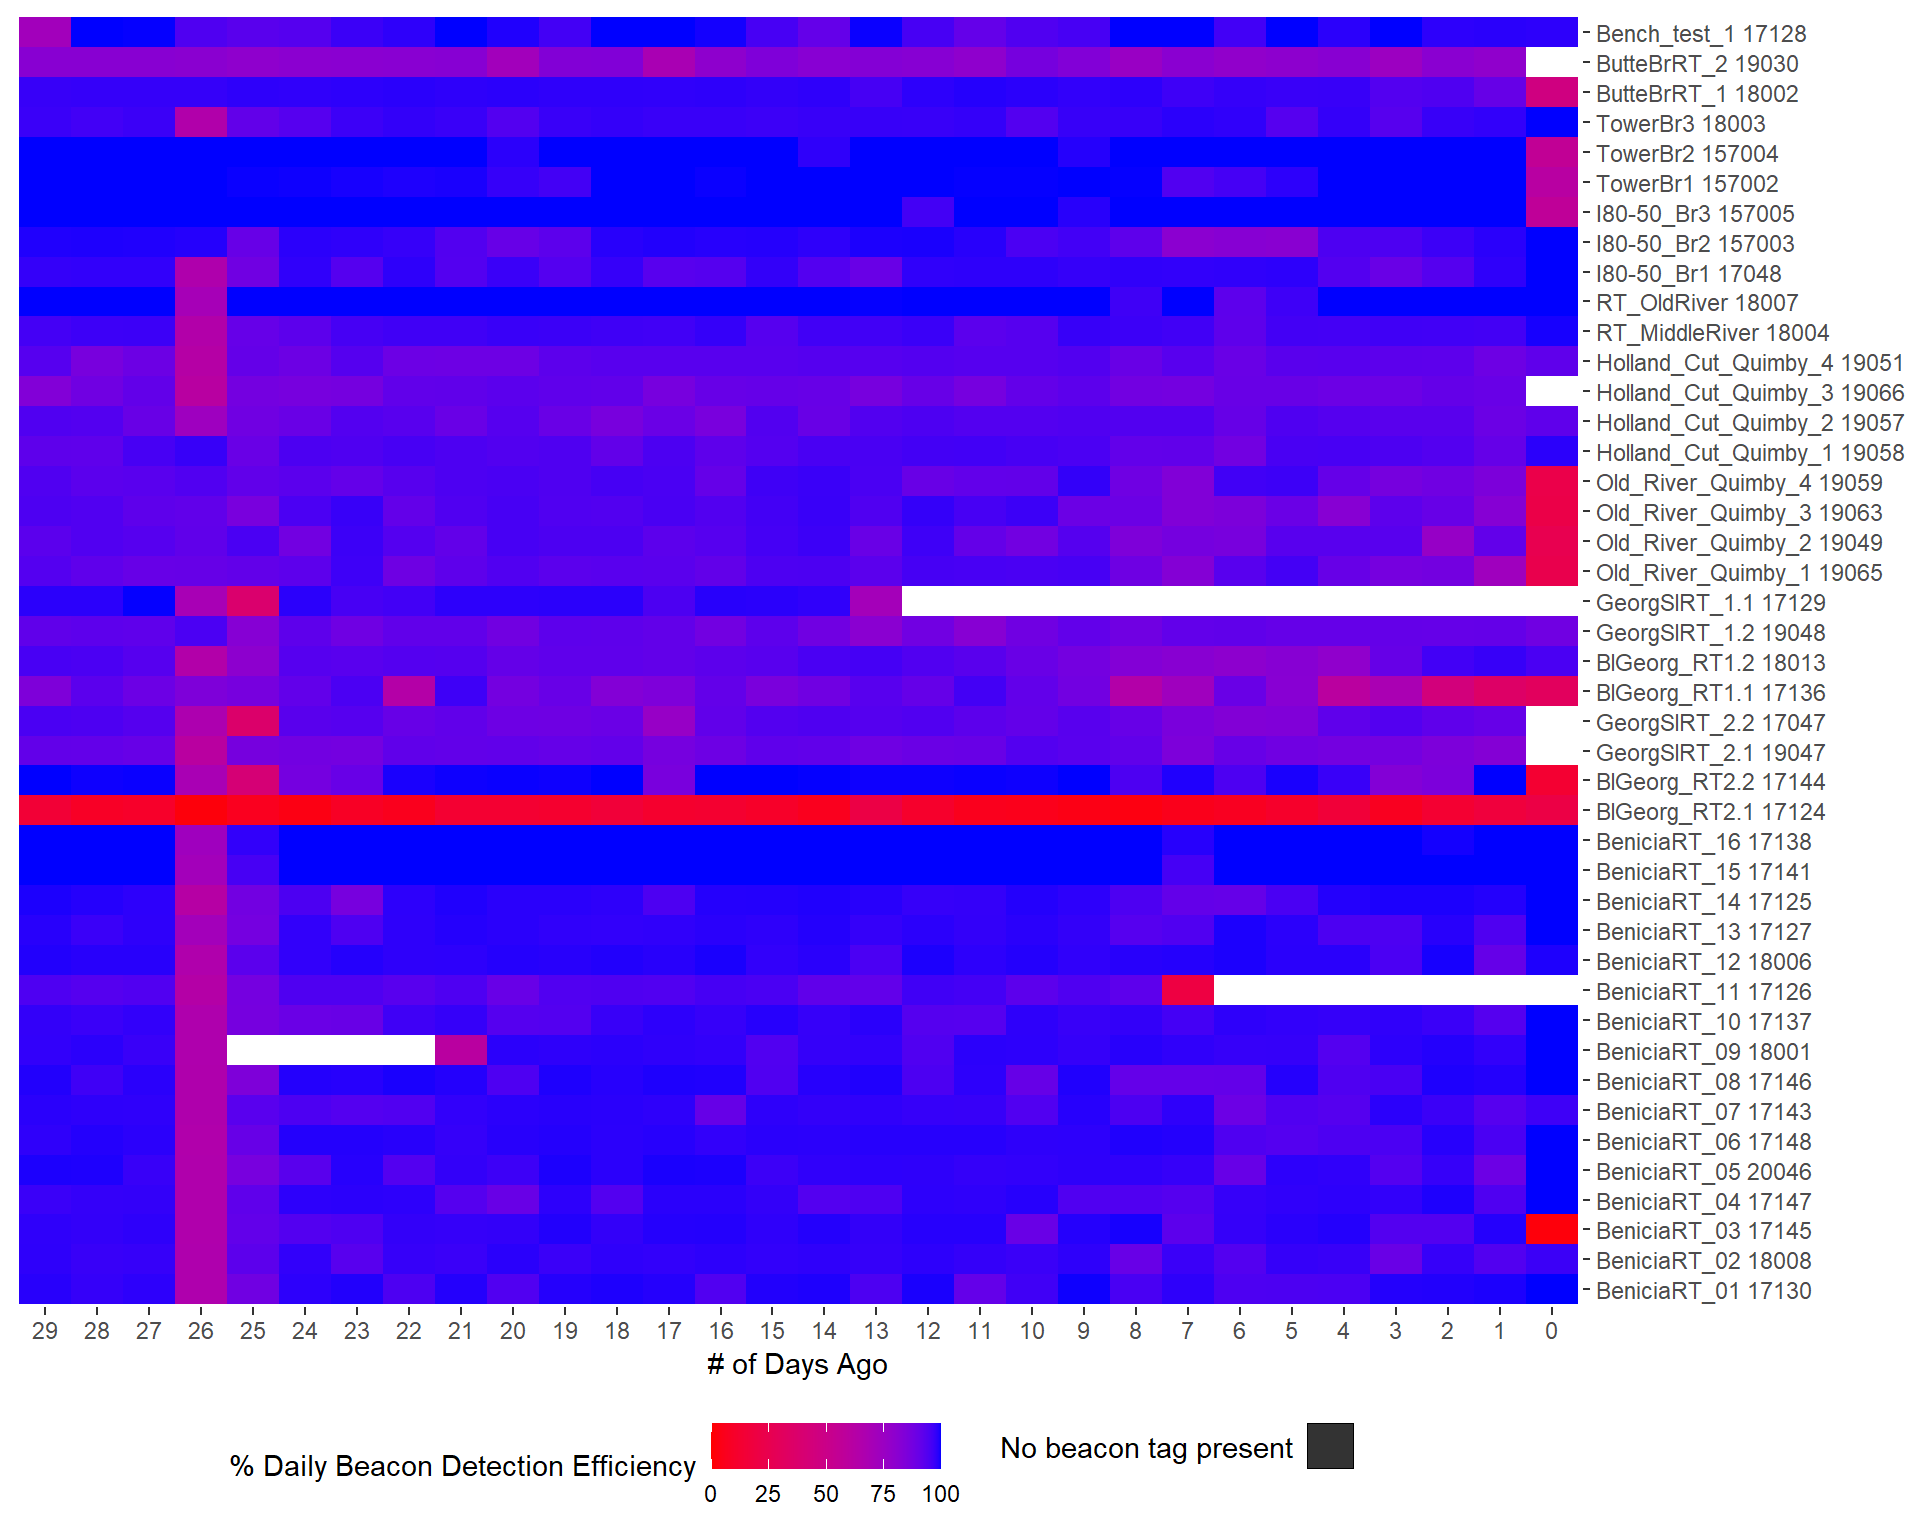 Bench_test_1 17128
ButteBrRT_2 19030
ButteBrRT_1 18002
TowerBr3 18003
TowerBr2 157004
TowerBr1 157002
I80-50_Br3 157005
I80-50_Br2 157003
I80-50_Br1 17048
RT_OldRiver 18007
RT_MiddleRiver 18004
Holland_Cut_Quimby_4 19051
Holland_Cut_Quimby_3 19066
Holland_Cut_Quimby_2 19057
Holland_Cut_Quimby_1 19058
Old_River_Quimby_4 19059
Old_River_Quimby_3 19063
Old_River_Quimby_2 19049
Old_River_Quimby_1 19065
GeorgSlRT_1.1 17129
GeorgSlRT_1.2 19048
BlGeorg_RT1.2 18013
BlGeorg_RT1.1 17136
GeorgSlRT_2.2 17047
GeorgSlRT_2.1 19047
BlGeorg_RT2.2 17144
BlGeorg_RT2.1 17124
BeniciaRT_16 17138
BeniciaRT_15 17141
BeniciaRT_14 17125
BeniciaRT_13 17127
BeniciaRT_12 18006
BeniciaRT_11 17126
BeniciaRT_10 17137
BeniciaRT_09 18001
BeniciaRT_08 17146
BeniciaRT_07 17143
BeniciaRT_06 17148
BeniciaRT_05 20046
BeniciaRT_04 17147
BeniciaRT_03 17145
BeniciaRT_02 18008
BeniciaRT_01 17130
29 28 27 26 25 24 23 22 21 20 19 18 17 16 15 14 13 12 11 10 9 8 7 6 5 4 3 2 1 0
# of Days Ago
% Daily Beacon Detection Efficiency
0 25 50 75 100
No beacon tag present